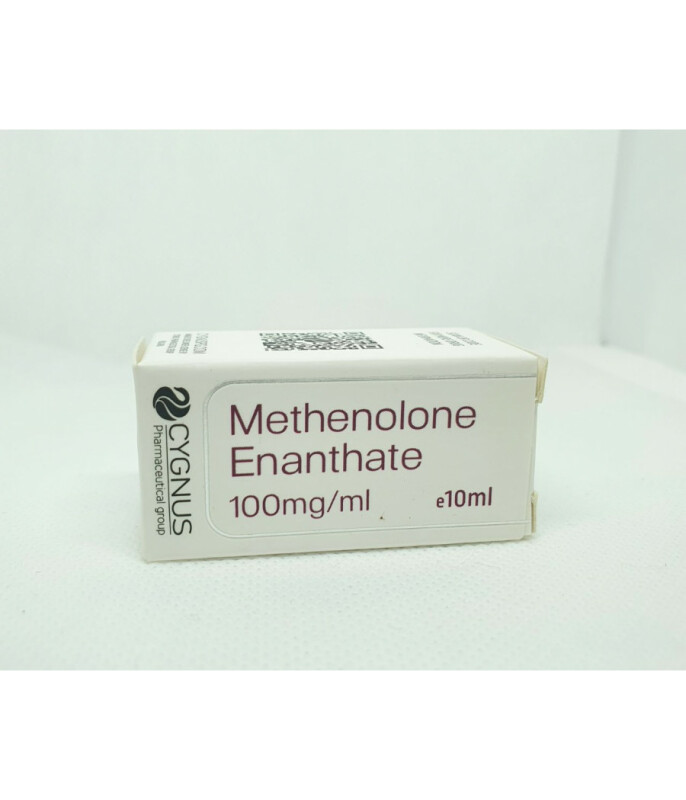 CYGNUS
Pharmaceutical group
Methenolone
Enanthate
100mg/ml
e10ml